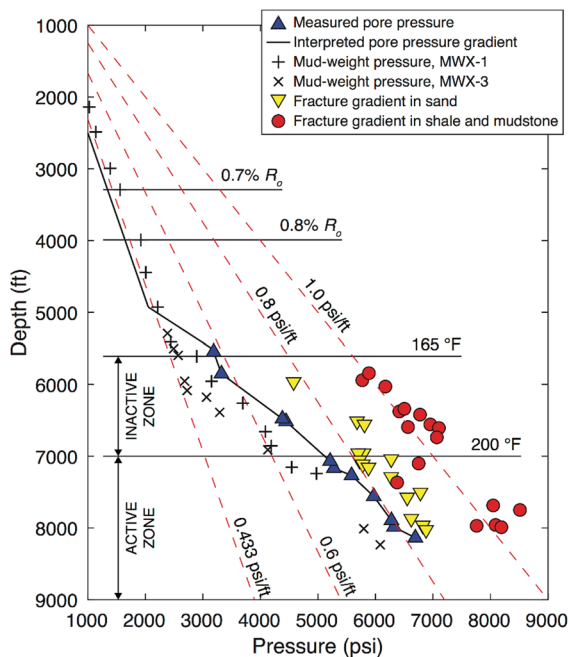 Measured pore pressure
Interpreted pore pressure gradient
Mud-weight pressure, MWX-1
Mud-weight pressure, MWX-3
Fracture gradient in sand
Fracture gradient in shale and mudstone
1000
2000
3000
4000
5000
6000
7000
8000
9000
Depth (ft)
0.7% Ro
0.8% Ro
0.8 psi/ft
1.0 psi/ft
165 °F
INACTIVE
ZONE
200 °F
ACTIVE
ZONE
0.433 psi/ft
0.6 psi/ft
1000 2000 3000 4000 5000 6000 7000 8000 9000
Pressure (psi)